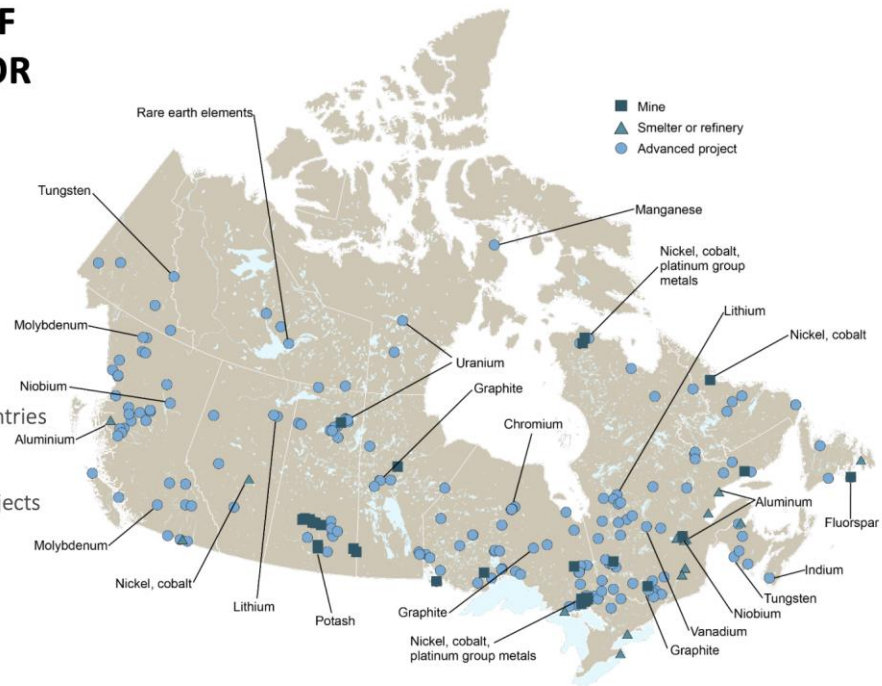 F
OR
Mine
Smelter or refinery
Advanced project
Rare earth elements
Tungsten
Manganese
Nickel, cobalt,
platinum group
metals
Lithium
Molybdenum
Nickel, cobalt
Uranium
Niobium
Graphite
ntries
Chromium
Aluminium
Aluminum
jects
Fluorspar
Molybdenum
Indium
Nickel, cobalt
Tungsten
Lithium
Potash
Graphite
Niobium
Vanadium
Nickel, cobalt,
platinum group metals
Graphite